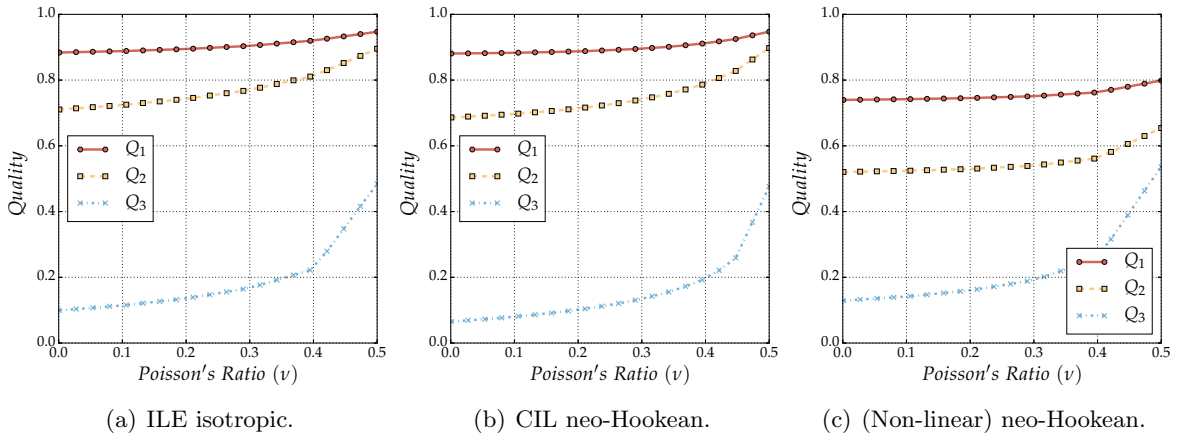 1.0
0.8
0.6
0.4
0.2
0.0
Quality
Q1
Q2
Q3
0.0 0.1 0.2 0.3 0.4 0.5
Poisson's Ratio (ν)
(a) ILE isotropic.
1.0
0.8
0.6
0.4
0.2
0.0
Quality
Q1
Q2
Q3
0.0 0.1 0.2 0.3 0.4 0.5
Poisson's Ratio (ν)
(b) CIL neo-Hookean.
1.0
0.8
0.6
0.4
0.2
0.0
Quality
Q1
Q2
Q3
0.0 0.1 0.2 0.3 0.4 0.5
Poisson's Ratio (ν)
(c) (Non-linear) neo-Hookean.